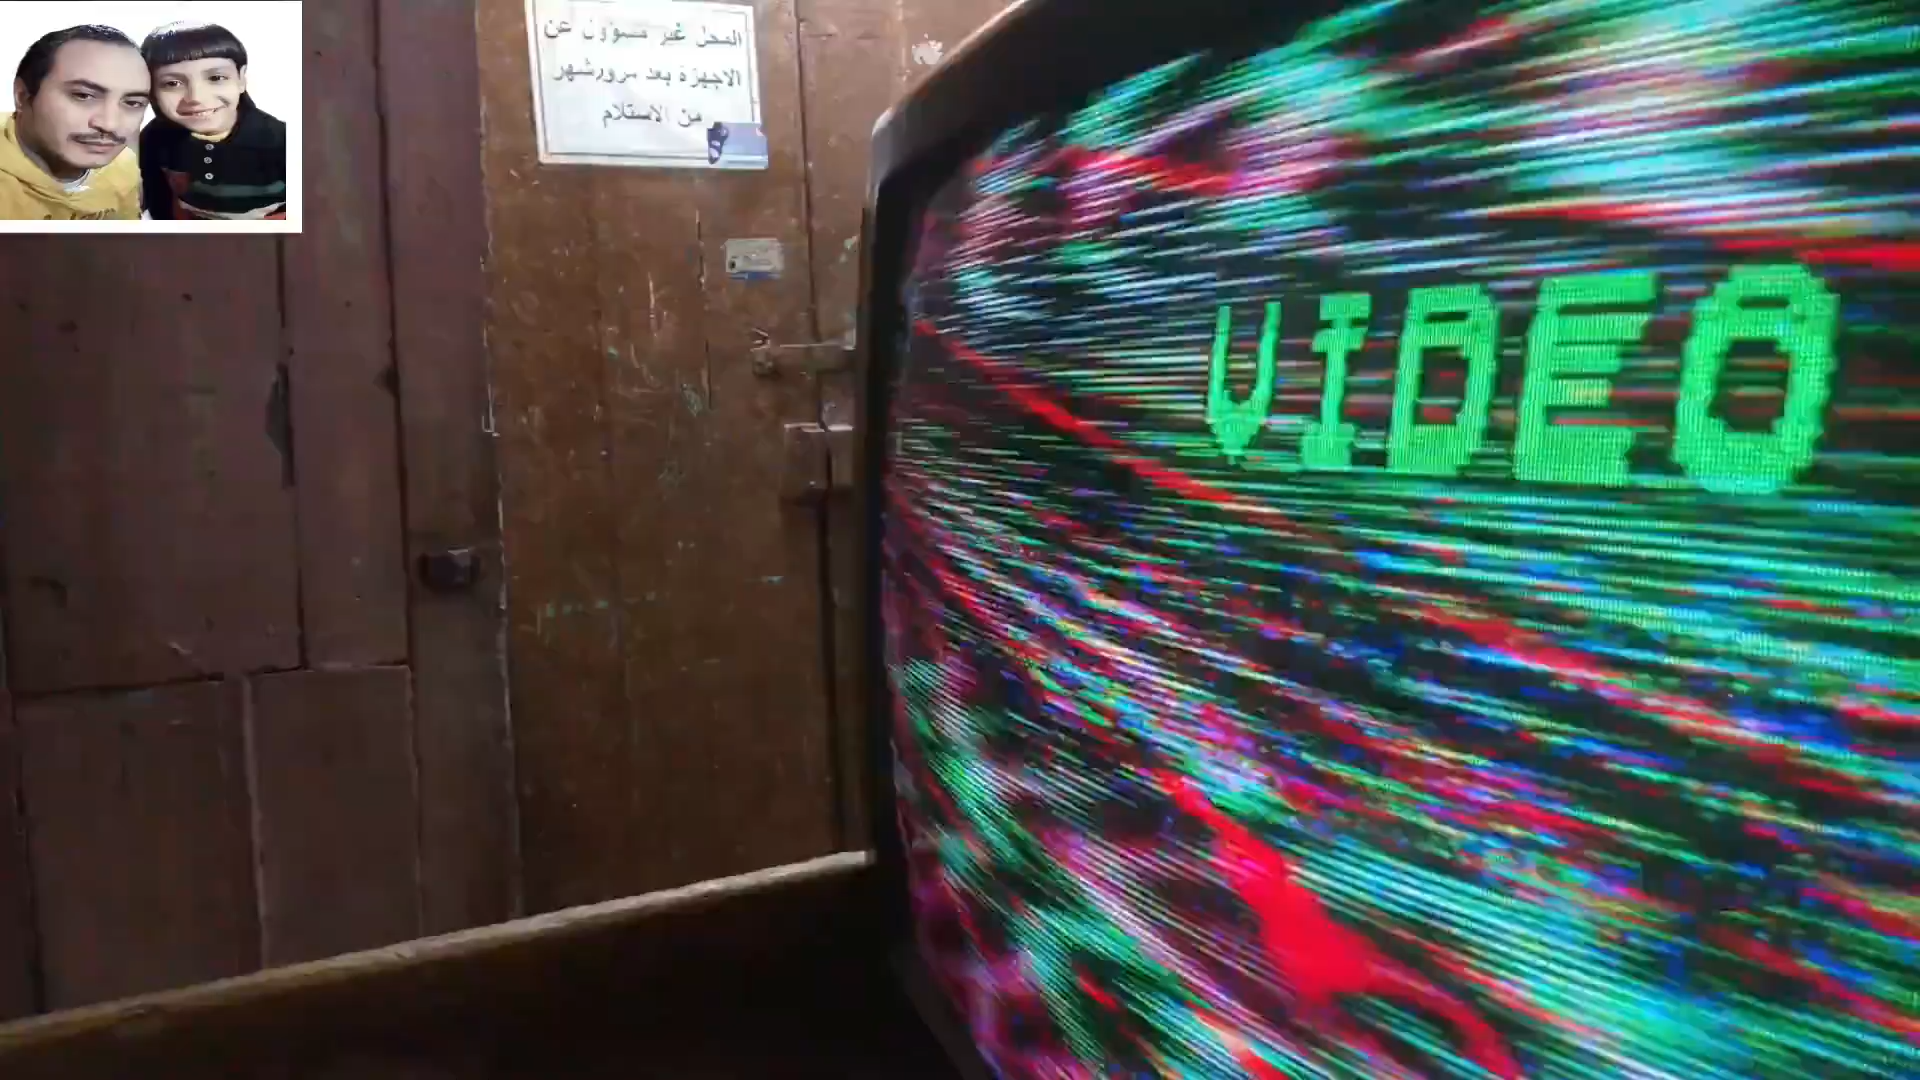 المحل غير مسؤول عن
الاجهزة بعد مرور شهر
من الاستلام
VIDEO